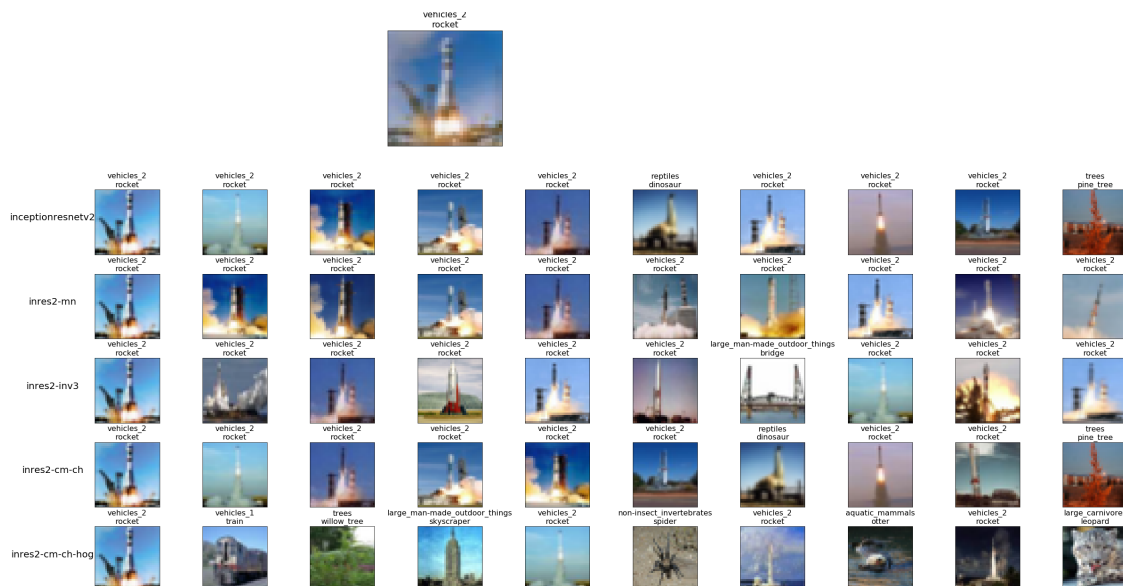 vehicles_2
rocket
vehicles_2 vehicles_2 vehicles_2 vehicles_2 vehicles_2 reptiles vehicles_2 vehicles_2 vehicles_2 trees
rocket rocket rocket rocket rocket dinosaur rocket rocket rocket pine_tree
inceptionresnetv2
vehicles_2 vehicles_2 vehicles_2 vehicles_2 vehicles_2 vehicles_2 vehicles_2 vehicles_2 vehicles_2 vehicles_2
rocket rocket rocket rocket rocket rocket rocket rocket rocket rocket
inres2-mn
vehicles_2 vehicles_2 vehicles_2 vehicles_2 vehicles_2 vehicles_2 large_man-made_outdoor_things vehicles_2 vehicles_2 vehicles_2
rocket rocket rocket rocket rocket rocket bridge rocket rocket rocket
inres2-inv3
vehicles_2 vehicles_2 vehicles_2 vehicles_2 vehicles_2 vehicles_2 reptiles vehicles_2 vehicles_2 trees
rocket rocket rocket rocket rocket rocket dinosaur rocket rocket pine_tree
inres2-cm-ch
vehicles_2 vehicles_1 trees large_man-made_outdoor_things vehicles_2 non-insect_invertebrates vehicles_2 aquatic_mammals vehicles_2 large_carnivore
rocket train willow_tree skyscraper rocket spider rocket otter rocket leopard
inres2-cm-ch-hog